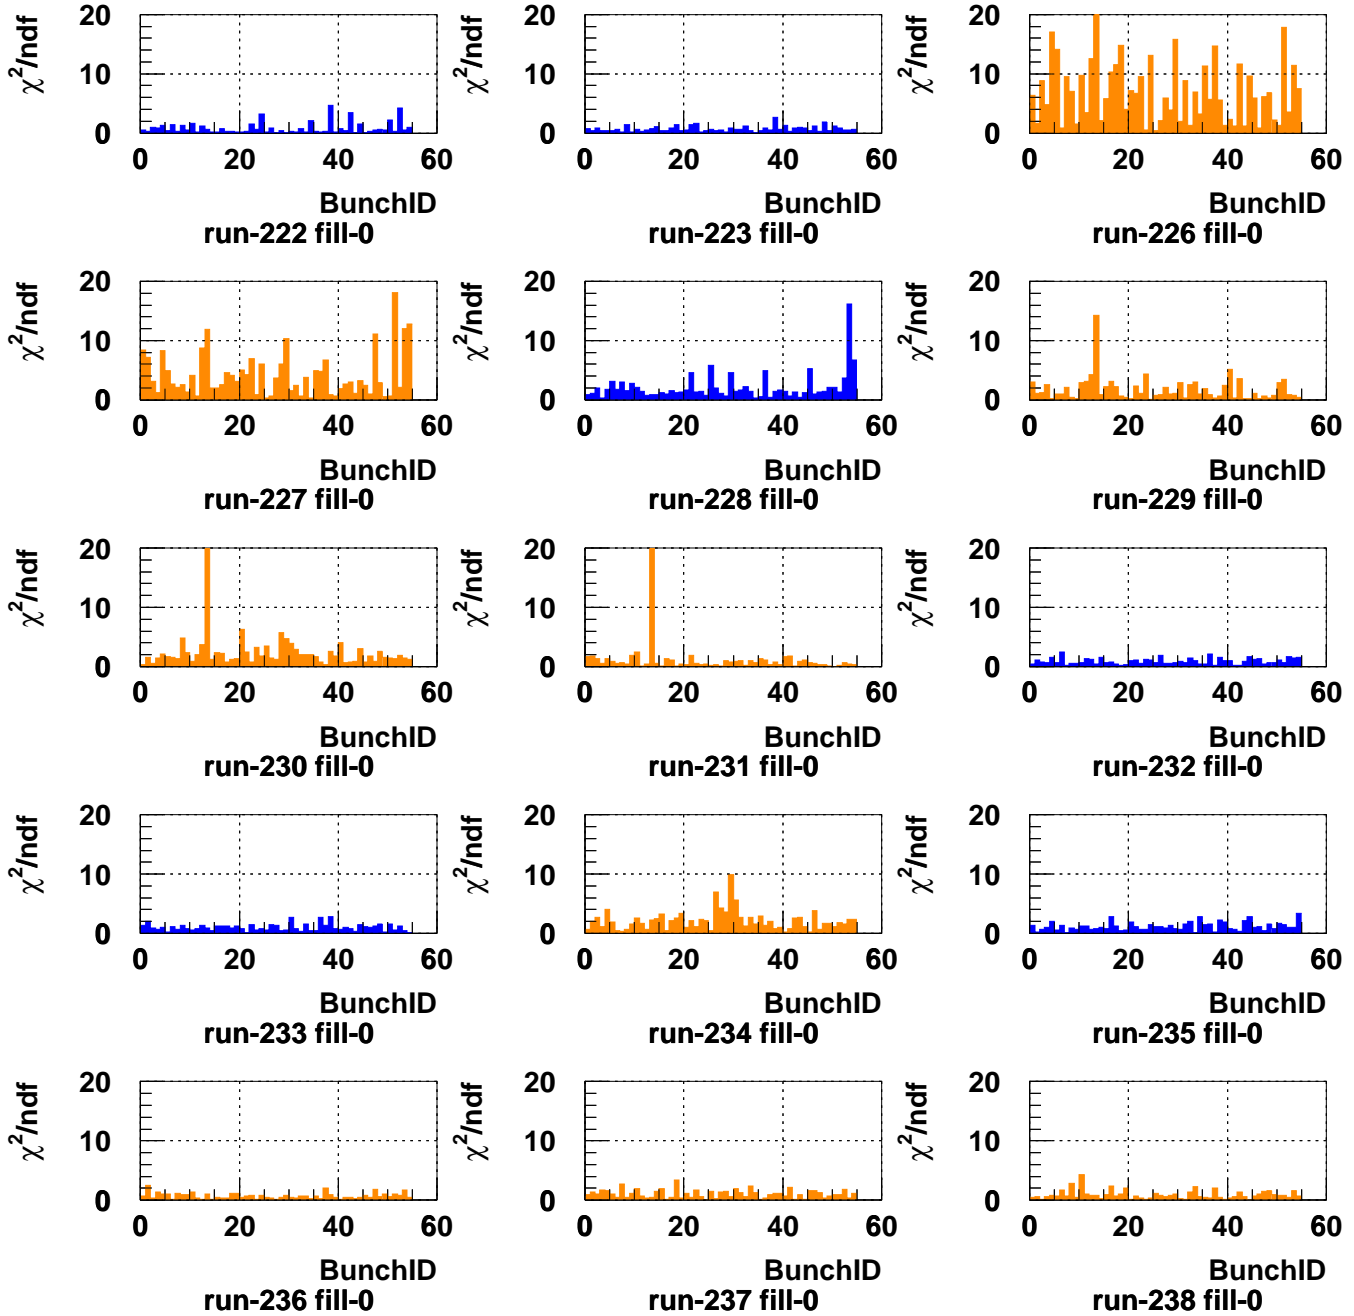 χ²/ndf
20
10
0
0 20 40 60
BunchID
run-222 fill-0
χ²/ndf
20
10
0
0 20 40 60
BunchID
run-223 fill-0
χ²/ndf
20
10
0
0 20 40 60
BunchID
run-226 fill-0
χ²/ndf
20
10
0
0 20 40 60
BunchID
run-227 fill-0
χ²/ndf
20
10
0
0 20 40 60
BunchID
run-228 fill-0
χ²/ndf
20
10
0
0 20 40 60
BunchID
run-229 fill-0
χ²/ndf
20
10
0
0 20 40 60
BunchID
run-230 fill-0
χ²/ndf
20
10
0
0 20 40 60
BunchID
run-231 fill-0
χ²/ndf
20
10
0
0 20 40 60
BunchID
run-232 fill-0
χ²/ndf
20
10
0
0 20 40 60
BunchID
run-233 fill-0
χ²/ndf
20
10
0
0 20 40 60
BunchID
run-234 fill-0
χ²/ndf
20
10
0
0 20 40 60
BunchID
run-235 fill-0
χ²/ndf
20
10
0
0 20 40 60
BunchID
run-236 fill-0
χ²/ndf
20
10
0
0 20 40 60
BunchID
run-237 fill-0
χ²/ndf
20
10
0
0 20 40 60
BunchID
run-238 fill-0